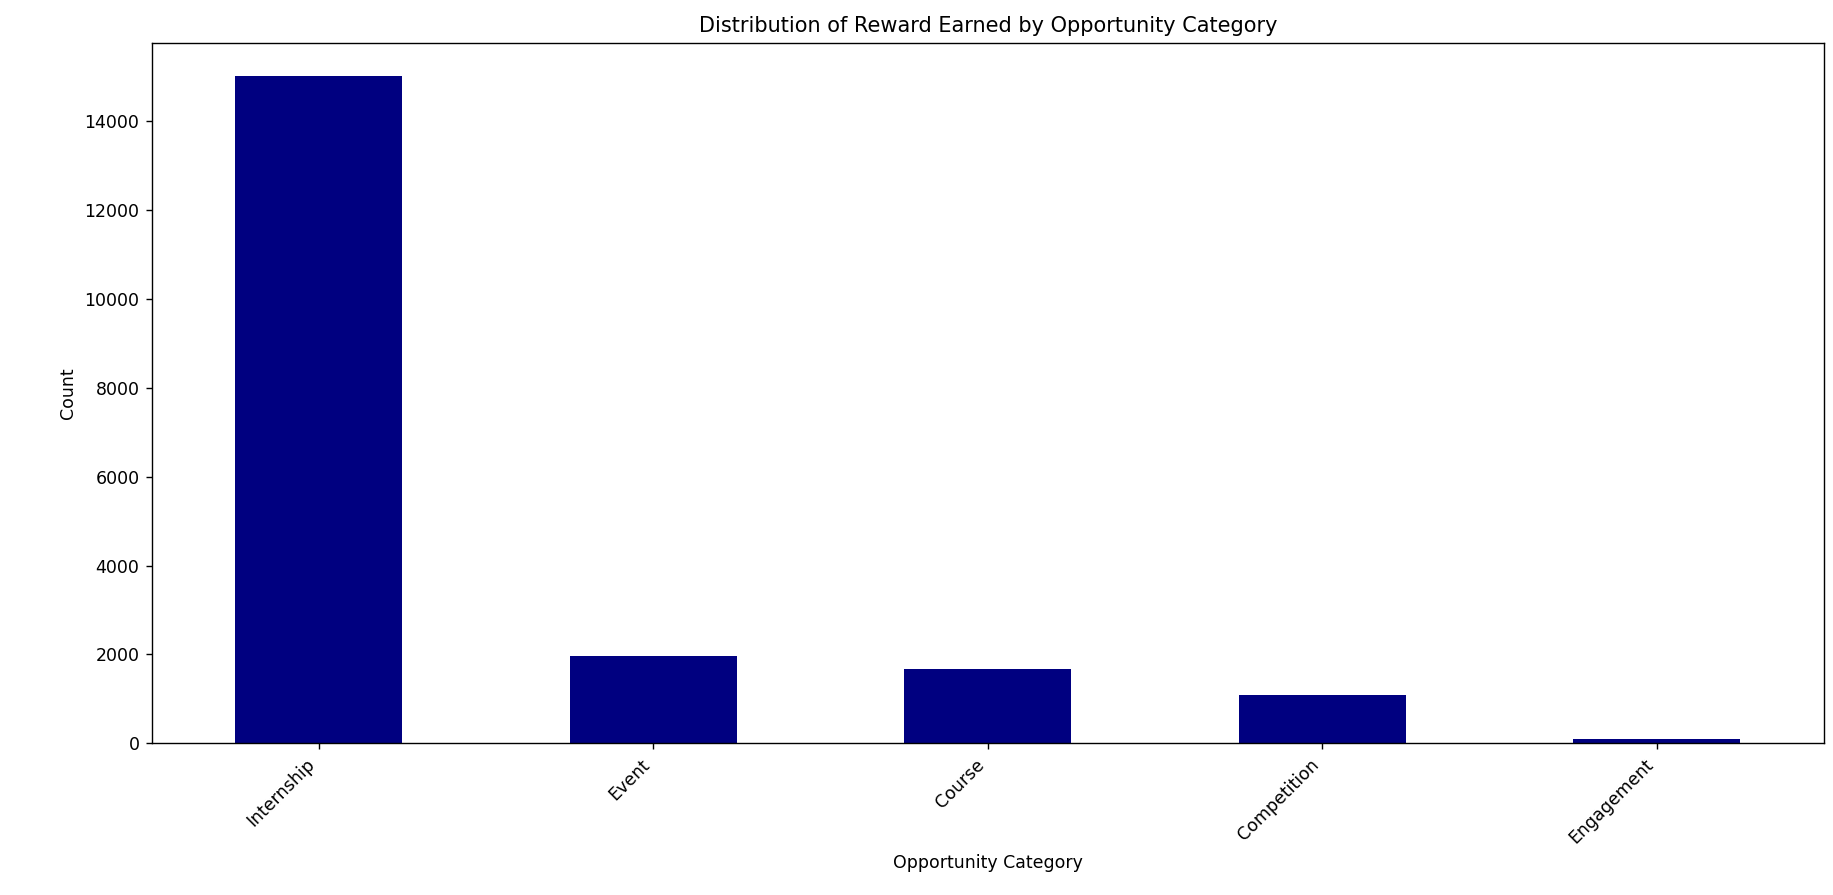 Distribution of Reward Earned by Opportunity Category
14000
12000
10000
8000
6000
4000
2000
0
Count
Internship
Event
Course
Competition
Engagement
Opportunity Category